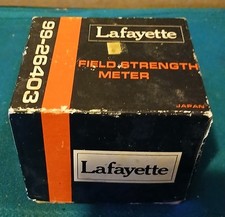 Lafayette
FIELD STRENGTH
METER
JAPAN
99-26403
Lafayette